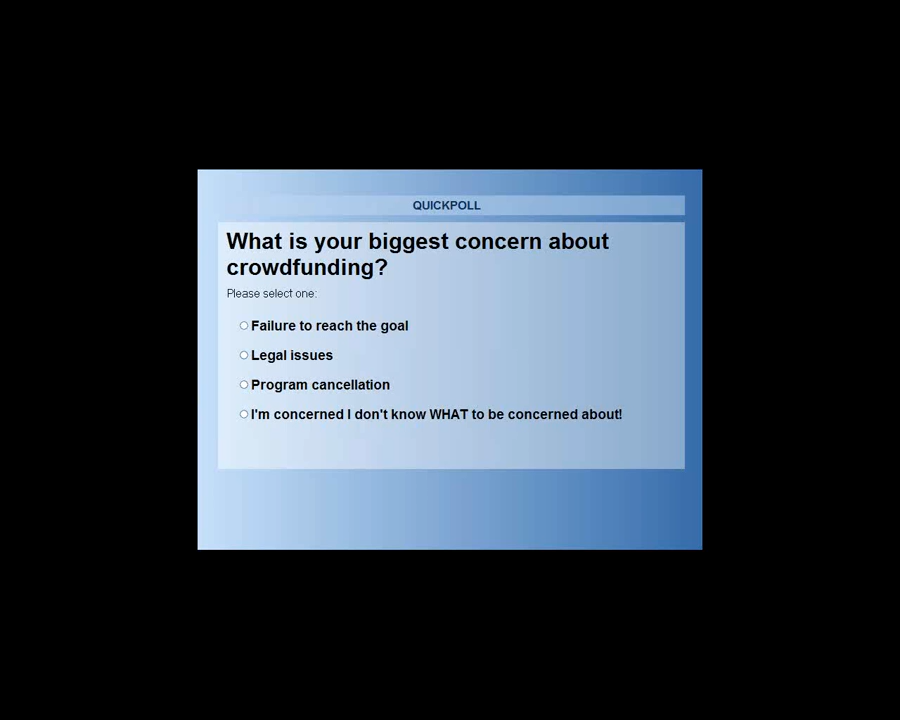 QUICKPOLL
What is your biggest concern about
crowdfunding?
Please select one:
Failure to reach the goal
Legal issues
Program cancellation
I'm concerned I don't know WHAT to be concerned about!